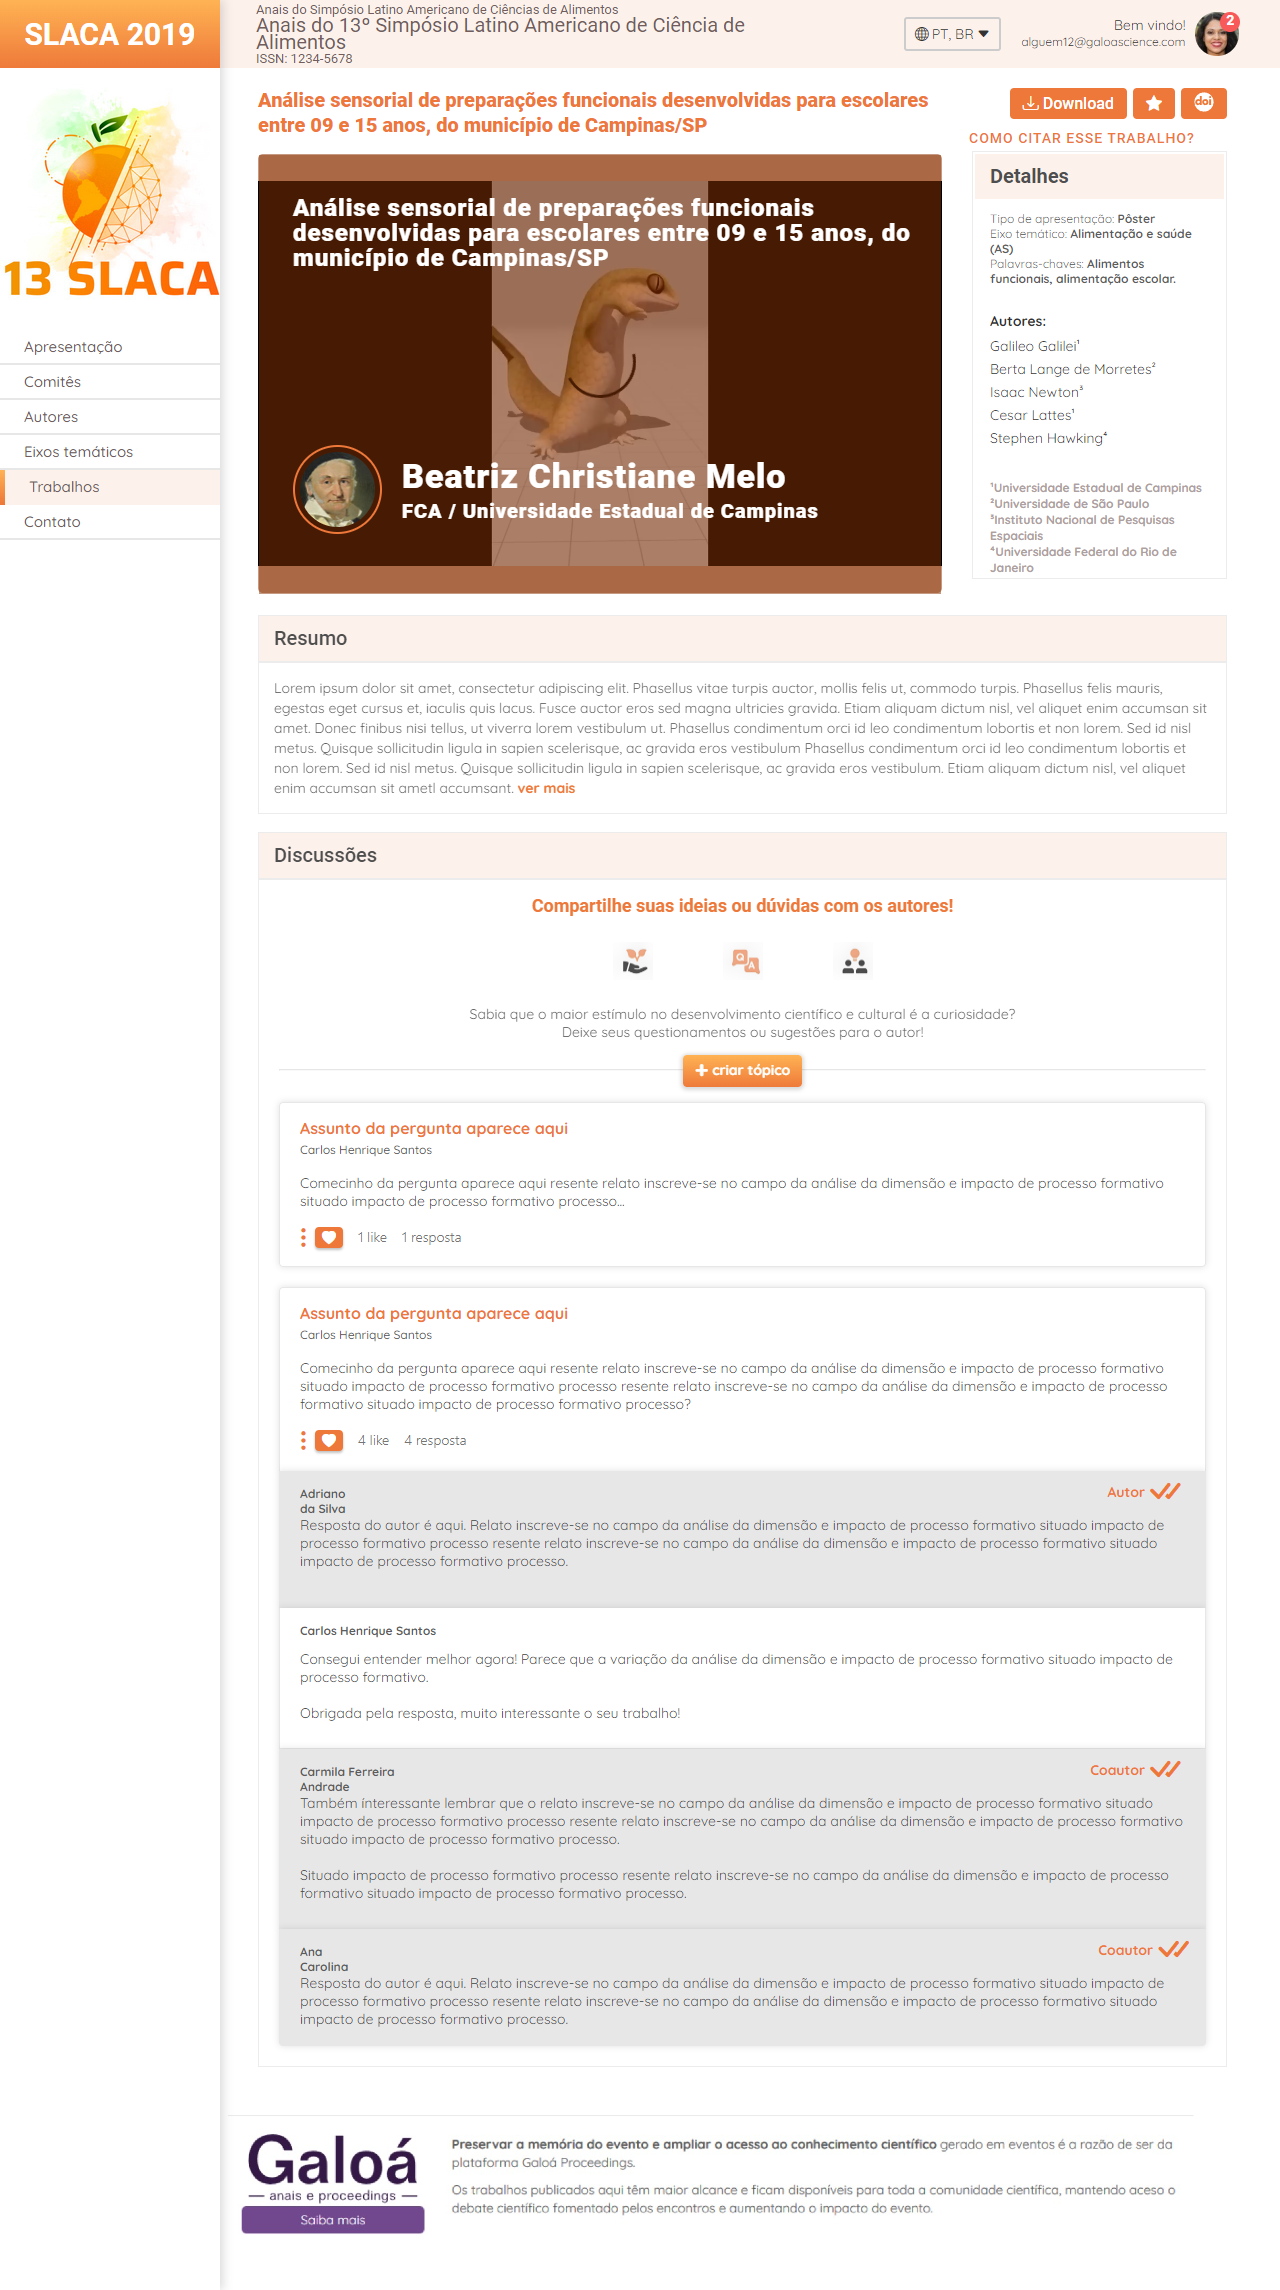 SLACA 2019
Anais do Simpósio Latino Americano de Ciências de Alimentos
Anais do 13º Simpósio Latino Americano de Ciência de
Alimentos
ISSN: 1234-5678
PT, BR
Bem vindo!
alguem12@galoascience.com
2
13 SLACA
Apresentação
Comitês
Autores
Eixos temáticos
Trabalhos
Contato
Análise sensorial de preparações funcionais desenvolvidas para escolares
entre 09 e 15 anos, do município de Campinas/SP
Download
doi
COMO CITAR ESSE TRABALHO?
Análise sensorial de preparações funcionais
desenvolvidas para escolares entre 09 e 15 anos, do
município de Campinas/SP
Beatriz Christiane Melo
FCA / Universidade Estadual de Campinas
Detalhes
Tipo de apresentação: Pôster
Eixo temático: Alimentação e saúde
(AS)
Palavras-chaves: Alimentos
funcionais, alimentação escolar.
Autores:
Galileo Galilei¹
Berta Lange de Morretes²
Isaac Newton³
Cesar Lattes¹
Stephen Hawking⁴
¹Universidade Estadual de Campinas
²Universidade de São Paulo
³Instituto Nacional de Pesquisas
Espaciais
⁴Universidade Federal do Rio de
Janeiro
Resumo
Lorem ipsum dolor sit amet, consectetur adipiscing elit. Phasellus vitae turpis auctor, mollis felis ut, commodo turpis. Phasellus felis mauris,
egestas eget cursus et, iaculis quis lacus. Fusce auctor eros sed magna ultricies gravida. Etiam aliquam dictum nisl, vel aliquet enim accumsan sit
amet. Donec finibus nisi tellus, ut viverra lorem vestibulum ut. Phasellus condimentum orci id leo condimentum lobortis et non lorem. Sed id nisl
metus. Quisque sollicitudin ligula in sapien scelerisque, ac gravida eros vestibulum Phasellus condimentum orci id leo condimentum lobortis et
non lorem. Sed id nisl metus. Quisque sollicitudin ligula in sapien scelerisque, ac gravida eros vestibulum. Etiam aliquam dictum nisl, vel aliquet
enim accumsan sit ametl accumsant. ver mais
Discussões
Compartilhe suas ideias ou dúvidas com os autores!
Q A
Sabia que o maior estímulo no desenvolvimento científico e cultural é a curiosidade?
Deixe seus questionamentos ou sugestões para o autor!
+ criar tópico
Assunto da pergunta aparece aqui
Carlos Henrique Santos
Comecinho da pergunta aparece aqui resente relato inscreve-se no campo da análise da dimensão e impacto de processo formativo
situado impacto de processo formativo processo...
1 like 1 resposta
Assunto da pergunta aparece aqui
Carlos Henrique Santos
Comecinho da pergunta aparece aqui resente relato inscreve-se no campo da análise da dimensão e impacto de processo formativo
situado impacto de processo formativo processo resente relato inscreve-se no campo da análise da dimensão e impacto de processo
formativo situado impacto de processo formativo processo?
4 like 4 resposta
Adriano
da Silva
Autor
Resposta do autor é aqui. Relato inscreve-se no campo da análise da dimensão e impacto de processo formativo situado impacto de
processo formativo processo resente relato inscreve-se no campo da análise da dimensão e impacto de processo formativo situado
impacto de processo formativo processo.
Carlos Henrique Santos
Consegui entender melhor agora! Parece que a variação da análise da dimensão e impacto de processo formativo situado impacto de
processo formativo.
Obrigada pela resposta, muito interessante o seu trabalho!
Carmila Ferreira
Andrade
Coautor
Também interessante lembrar que o relato inscreve-se no campo da análise da dimensão e impacto de processo formativo situado
impacto de processo formativo processo resente relato inscreve-se no campo da análise da dimensão e impacto de processo formativo
situado impacto de processo formativo processo.
Situado impacto de processo formativo processo resente relato inscreve-se no campo da análise da dimensão e impacto de processo
formativo situado impacto de processo formativo processo.
Ana
Carolina
Coautor
Resposta do autor é aqui. Relato inscreve-se no campo da análise da dimensão e impacto de processo formativo situado impacto de
processo formativo processo resente relato inscreve-se no campo da análise da dimensão e impacto de processo formativo situado
impacto de processo formativo processo.
Galoá
anais e proceedings
Saiba mais
Preservar a memória do evento e ampliar o acesso ao conhecimento científico gerado em eventos é a razão de ser da
plataforma Galoá Proceedings.
Os trabalhos publicados aqui têm maior alcance e ficam disponíveis para toda a comunidade científica, mantendo aceso o
debate científico fomentado pelos encontros e aumentando o impacto do evento.